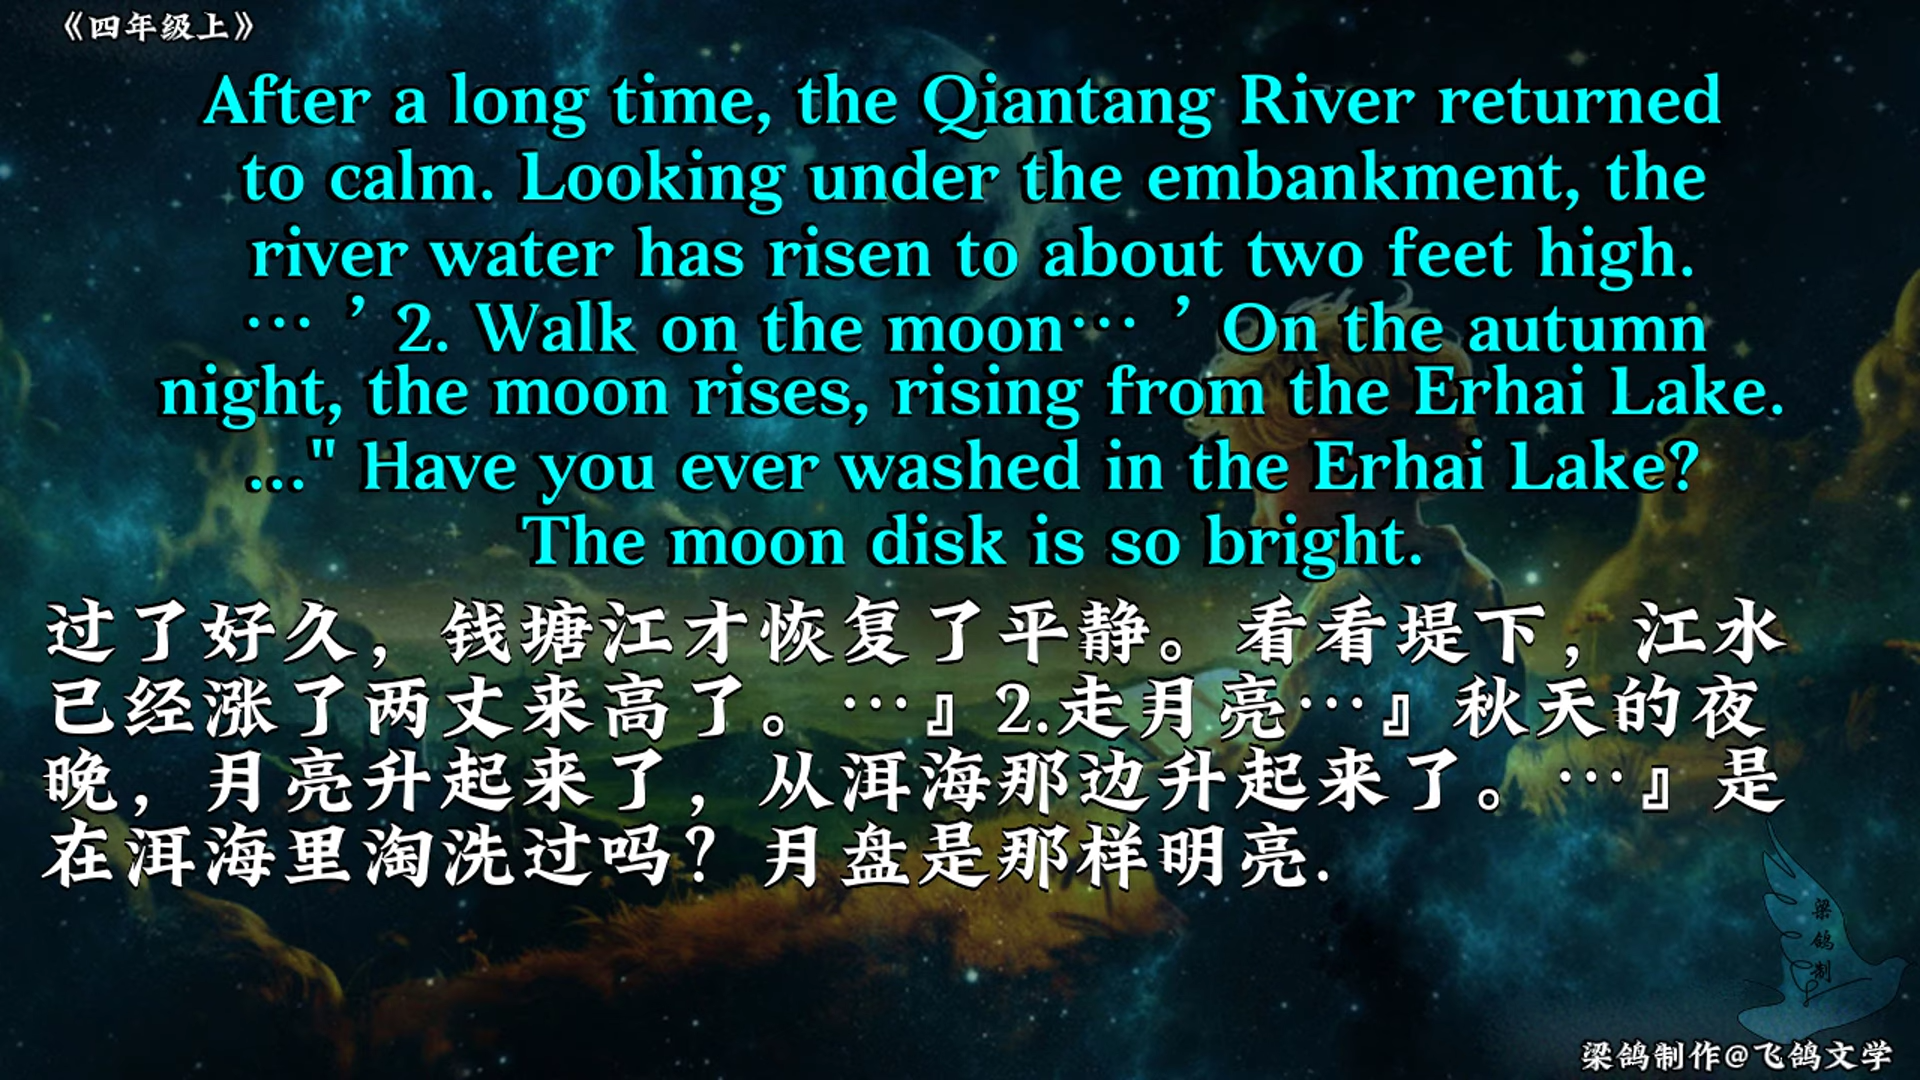 《四年级上》
After a long time, the Qiantang River returned
to calm. Looking under the embankment, the
river water has risen to about two feet high.
… ’ 2. Walk on the moon… ’ On the autumn
night, the moon rises, rising from the Erhai Lake.
..." Have you ever washed in the Erhai Lake?
The moon disk is so bright.
过了好久，钱塘江才恢复了平静。看看堤下，江水
已经涨了两丈来高了。…』2.走月亮…』秋天的夜
晚，月亮升起来了，从洱海那边升起来了。…』是
在洱海里淘洗过吗？月盘是那样明亮.
梁
鸽
制
梁鸽制作@飞鸽文学